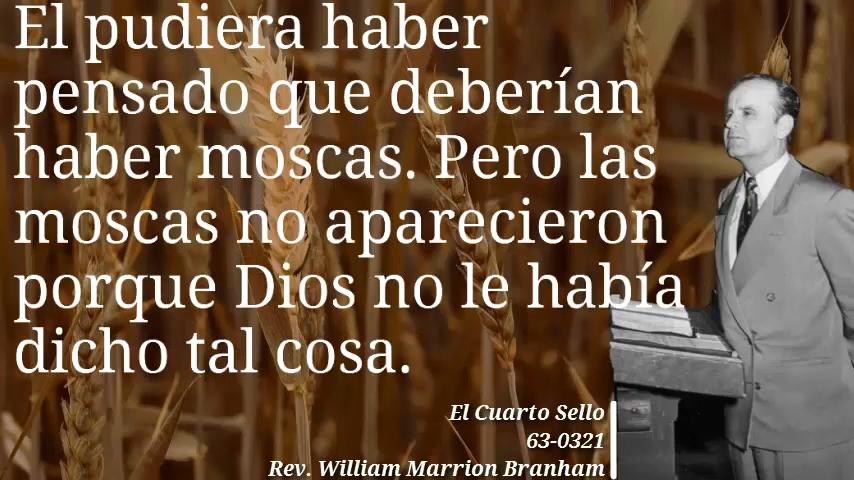 El pudiera haber
pensado que deberían
haber moscas. Pero las
moscas no aparecieron
porque Dios no le había
dicho tal cosa.
El Cuarto Sello
63-0321
Rev. William Marrion Branham